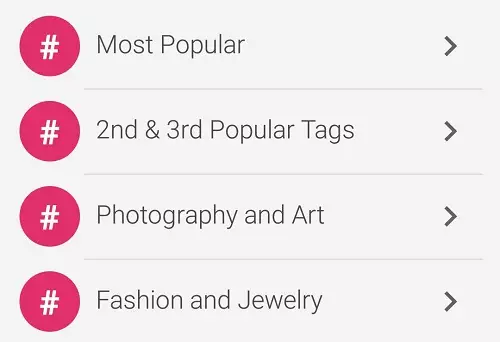 # Most Popular
# 2nd & 3rd Popular Tags
# Photography and Art
# Fashion and Jewelry